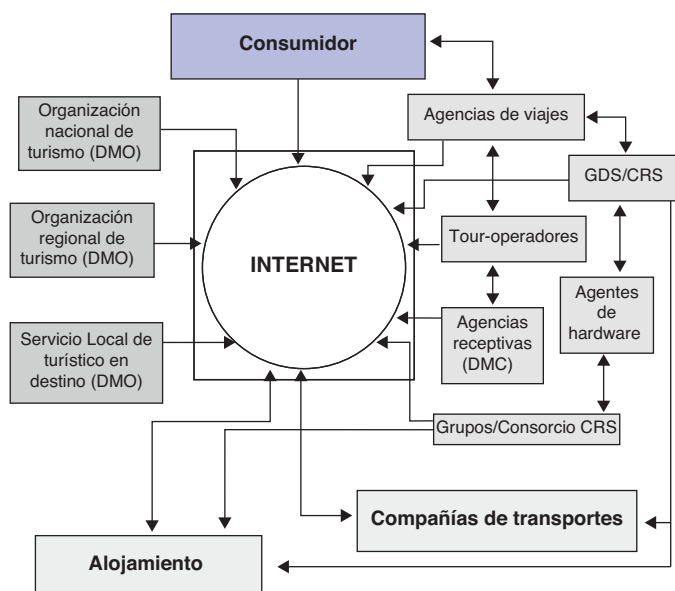 Consumidor
Organización
nacional de
turismo (DMO)
Agencias de viajes
GDS/CRS
Organización
regional de
turismo (DMO)
INTERNET
Tour-operadores
Agentes
de
hardware
Servicio Local de
turístico en
destino (DMO)
Agencias
receptivas
(DMC)
Grupos/Consorcio CRS
Compañías de transportes
Alojamiento